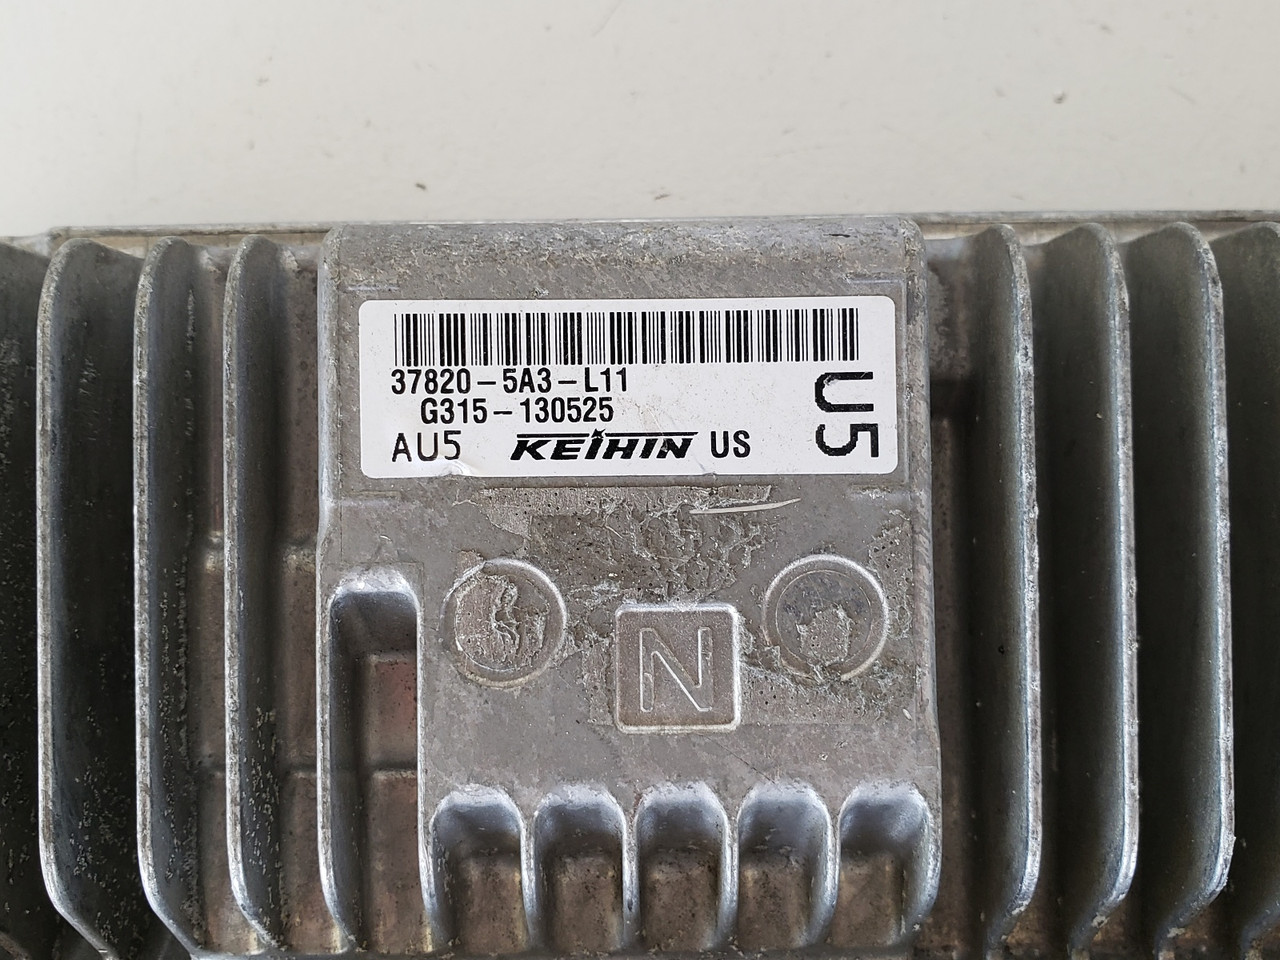 37820-5A3-L11
G315-130525
AU5 KEIHIN US
U5
N